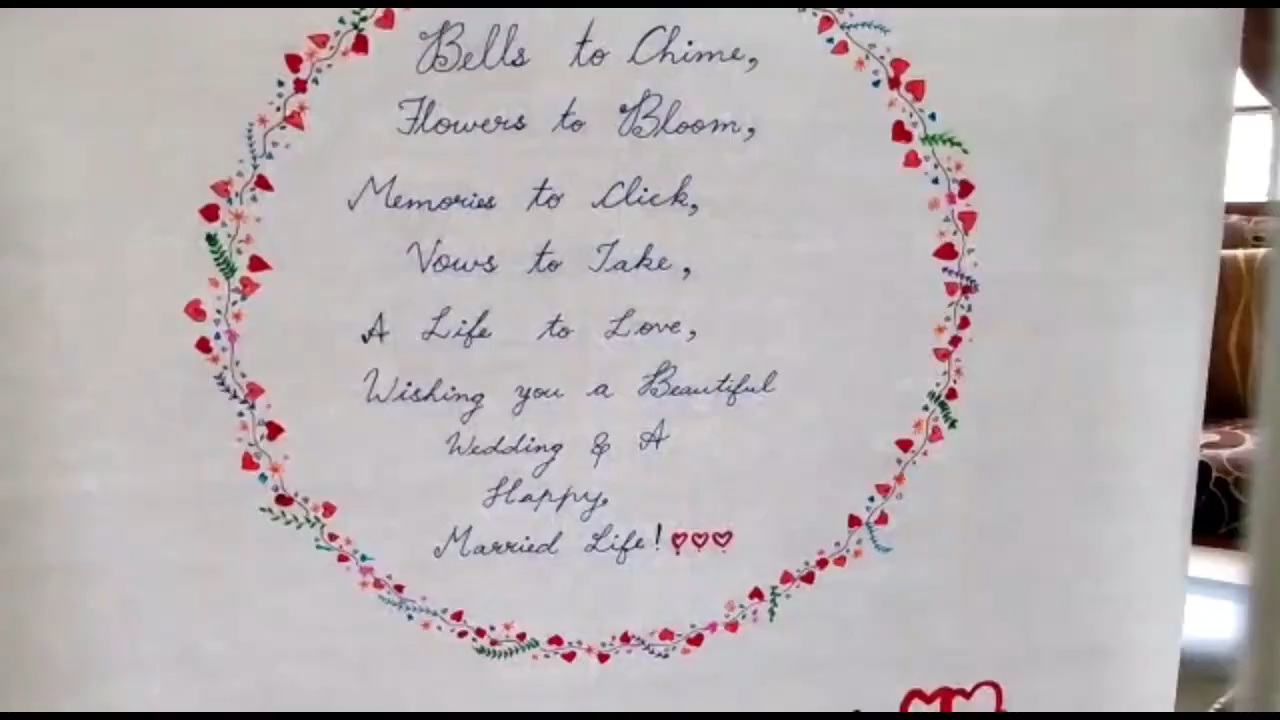 Bells to Chime,
Flowers to Bloom,
Memories to Click,
Vows to Take,
A Life to Love,
Wishing you a Beautiful
Wedding & A
Happy
Married Life! ♡♡♡